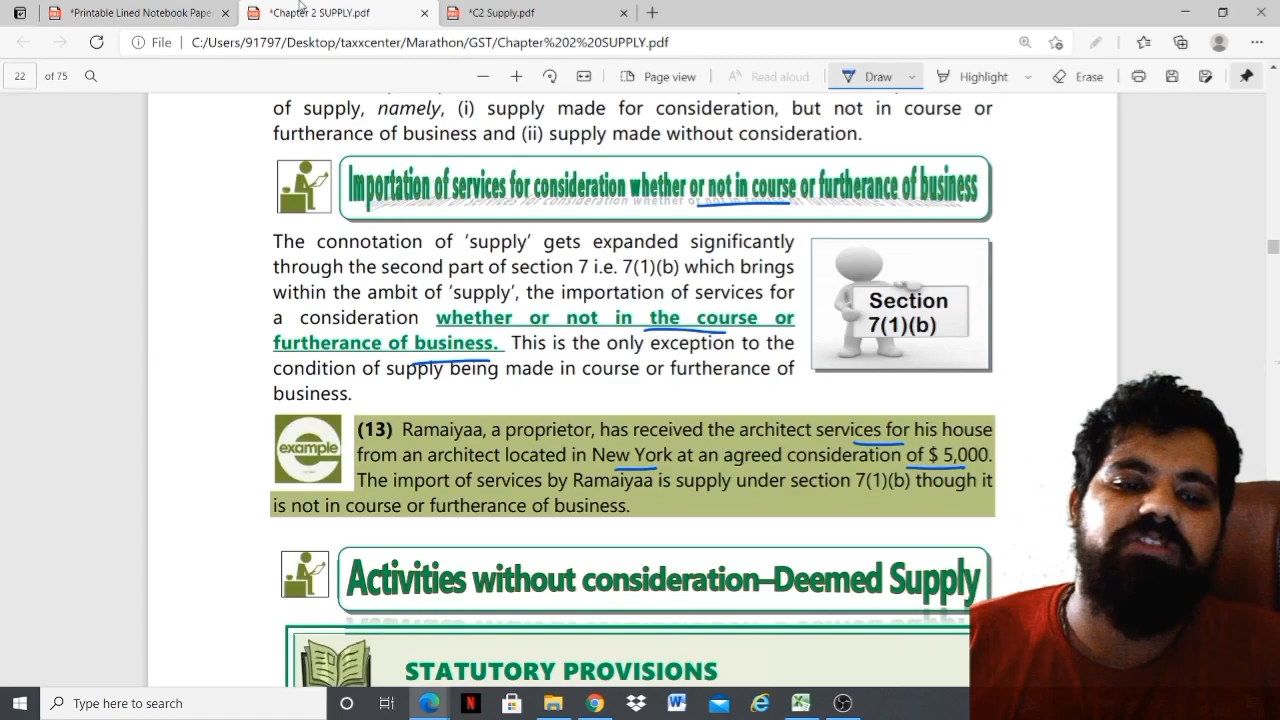 *Printable Lined Notebook Pape
*Chapter 2 SUPPLY.pdf
*C2 Supply.pdf
File
C:/Users/91797/Desktop/taxxcenter/Marathon/GST/Chapter%202%20SUPPLY.pdf
22 of 75
Page view
Read aloud
Draw
Highlight
Erase
of supply, namely, (i) supply made for consideration, but not in course or
furtherance of business and (ii) supply made without consideration.
Importation of services for consideration whether or not in course or furtherance of business
The connotation of ‘supply’ gets expanded significantly
through the second part of section 7 i.e. 7(1)(b) which brings
within the ambit of ‘supply’, the importation of services for
a consideration whether or not in the course or
furtherance of business. This is the only exception to the
condition of supply being made in course or furtherance of
business.
Section
7(1)(b)
example
(13) Ramaiyaa, a proprietor, has received the architect services for his house
from an architect located in New York at an agreed consideration of $ 5,000.
The import of services by Ramaiyaa is supply under section 7(1)(b) though it
is not in course or furtherance of business.
Activities without consideration–Deemed Supply
STATUTORY PROVISIONS
Type here to search